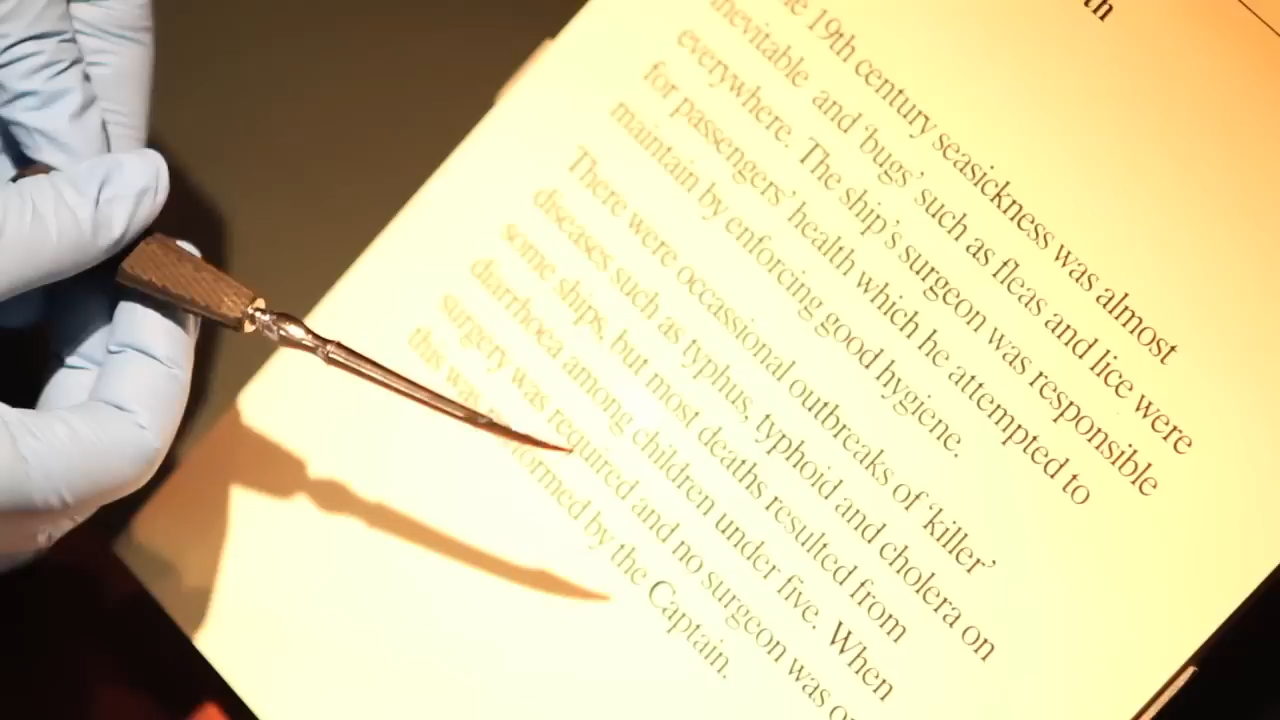 th
19th century seasickness was almost
inevitable and 'bugs' such as fleas and lice were
everywhere. The ship's surgeon was responsible
for passengers' health which he attempted to
maintain by enforcing good hygiene.
There were occassional outbreaks of 'killer'
diseases such as typhus, typhoid and cholera on
some ships, but most deaths resulted from
diarrhoea among children under five. When
surgery was required and no surgeon was
this was by the Captain.